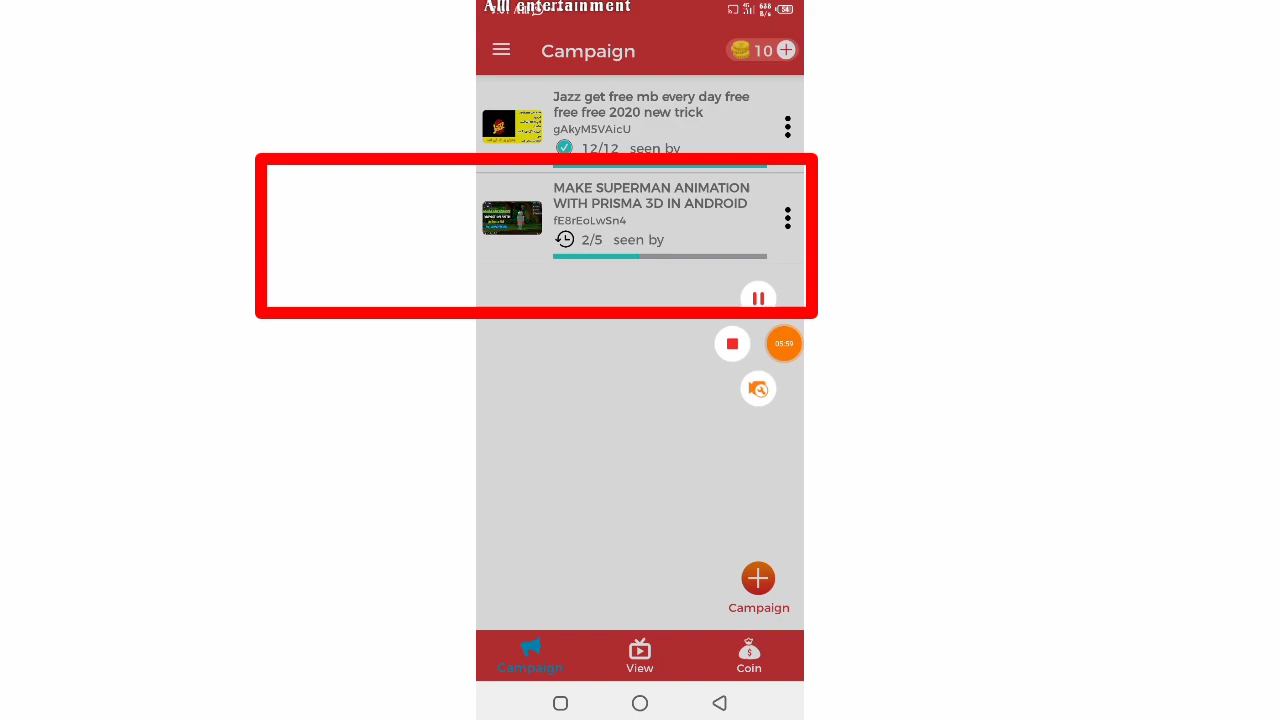 All entertainment
Campaign
10
Jazz get free mb every day free
free free 2020 new trick
gAkyM5VAicU
12/12 seen by
MAKE SUPERMAN ANIMATION
WITH PRISMA 3D IN ANDROID
fE8rEoLwSn4
2/5 seen by
05:59
Campaign
Campaign
View
Coin